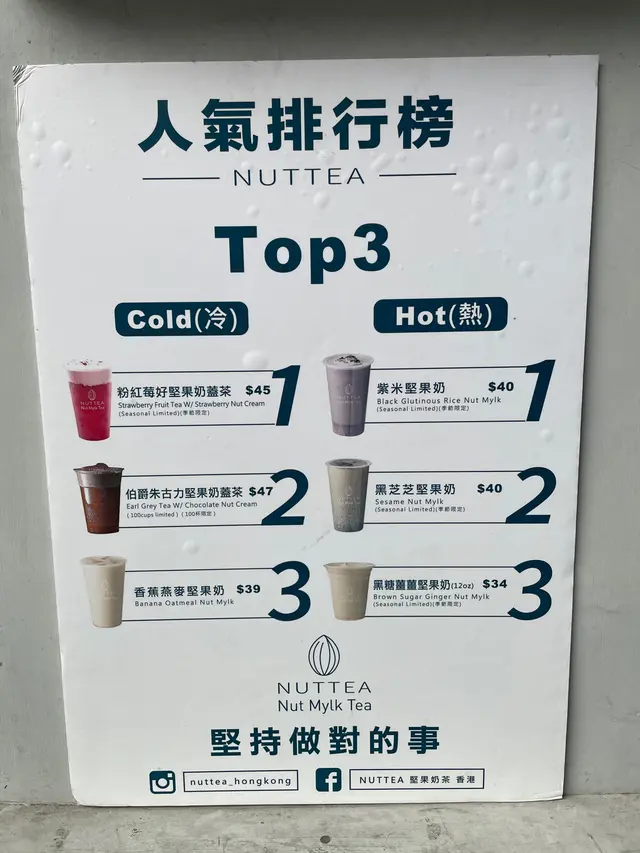 人氣排行榜
NUTTEA
Top3
Cold(冷)
粉紅莓好堅果奶蓋茶 $45
Strawberry Fruit Tea W/ Strawberry Nut Cream
(Seasonal Limited)(季節限定)
1
伯爵朱古力堅果奶蓋茶 $47
Earl Grey Tea W/ Chocolate Nut Cream
(100cups limited) (100杯限定)
2
香蕉燕麥堅果奶 $39
Banana Oatmeal Nut Mylk
3
Hot(熱)
紫米堅果奶 $40
Black Glutinous Rice Nut Mylk
(Seasonal Limited)(季節限定)
1
黑芝芝堅果奶 $40
Sesame Nut Mylk
(Seasonal Limited)(季節限定)
2
黑糖薑薑堅果奶(12oz) $34
Brown Sugar Ginger Nut Mylk
(Seasonal Limited)(季節限定)
3
NUTTEA
Nut Mylk Tea
堅持做對的事
nuttea_hongkong
NUTTEA 堅果奶茶 香港